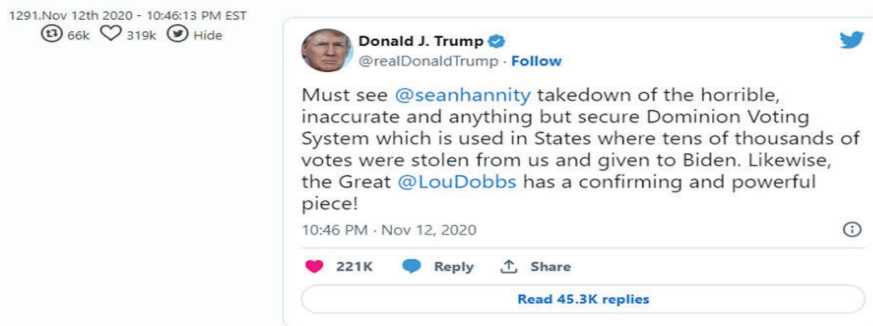 1291.Nov 12th 2020 - 10:46:13 PM EST
66k 319k Hide
Donald J. Trump
@realDonaldTrump · Follow
Must see @seanhannity takedown of the horrible,
inaccurate and anything but secure Dominion Voting
System which is used in States where tens of thousands of
votes were stolen from us and given to Biden. Likewise,
the Great @LouDobbs has a confirming and powerful
piece!
10:46 PM · Nov 12, 2020
221K Reply Share
Read 45.3K replies